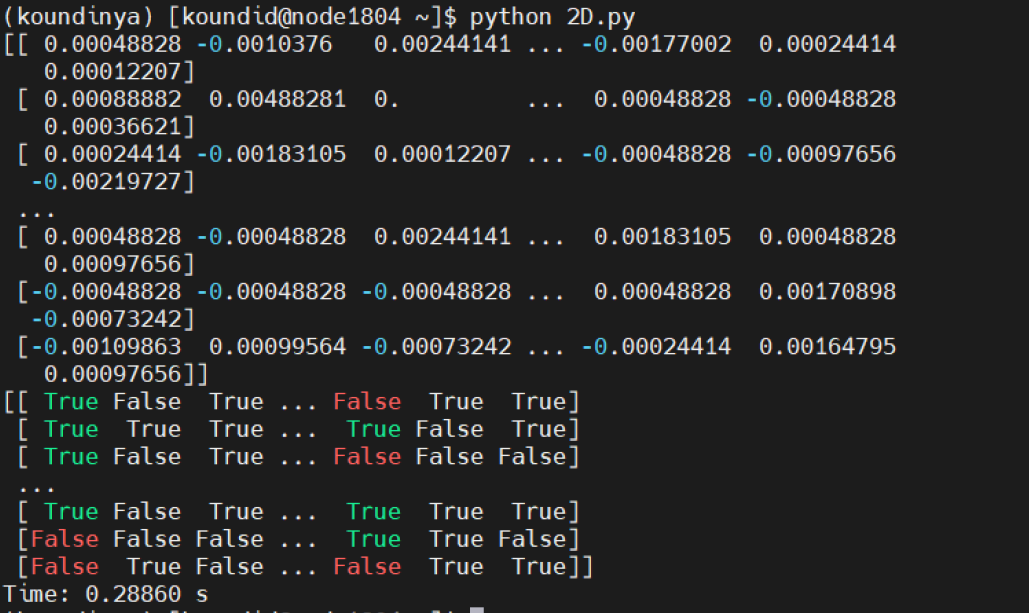 (koundinya) [koundid@node1804 ~]$ python 2D.py
[[ 0.00048828 -0.0010376   0.00244141 ... -0.00177002  0.00024414
   0.00012207]
 [ 0.00088882  0.00488281  0.         ...  0.00048828 -0.00048828
   0.00036621]
 [ 0.00024414 -0.00183105  0.00012207 ... -0.00048828 -0.00097656
  -0.00219727]
 ...
 [ 0.00048828 -0.00048828  0.00244141 ...  0.00183105  0.00048828
   0.00097656]
 [-0.00048828 -0.00048828 -0.00048828 ...  0.00048828  0.00170898
  -0.00073242]
 [-0.00109863  0.00099564 -0.00073242 ... -0.00024414  0.00164795
   0.00097656]]
[[ True False  True ... False  True  True]
 [ True  True  True ...  True False  True]
 [ True False  True ... False False False]
 ...
 [ True False  True ...  True  True  True]
 [False False False ...  True  True False]
 [False  True False ... False  True  True]]
Time: 0.28860 s